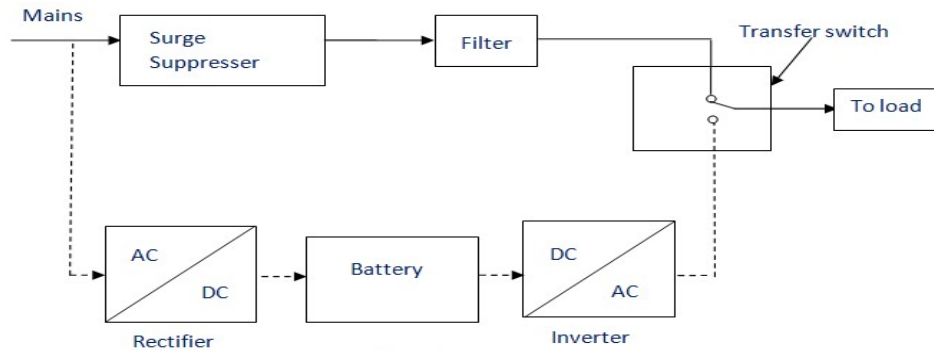 Mains
Surge
Suppresser
Filter
Transfer switch
To load
AC
DC
Rectifier
Battery
DC
AC
Inverter